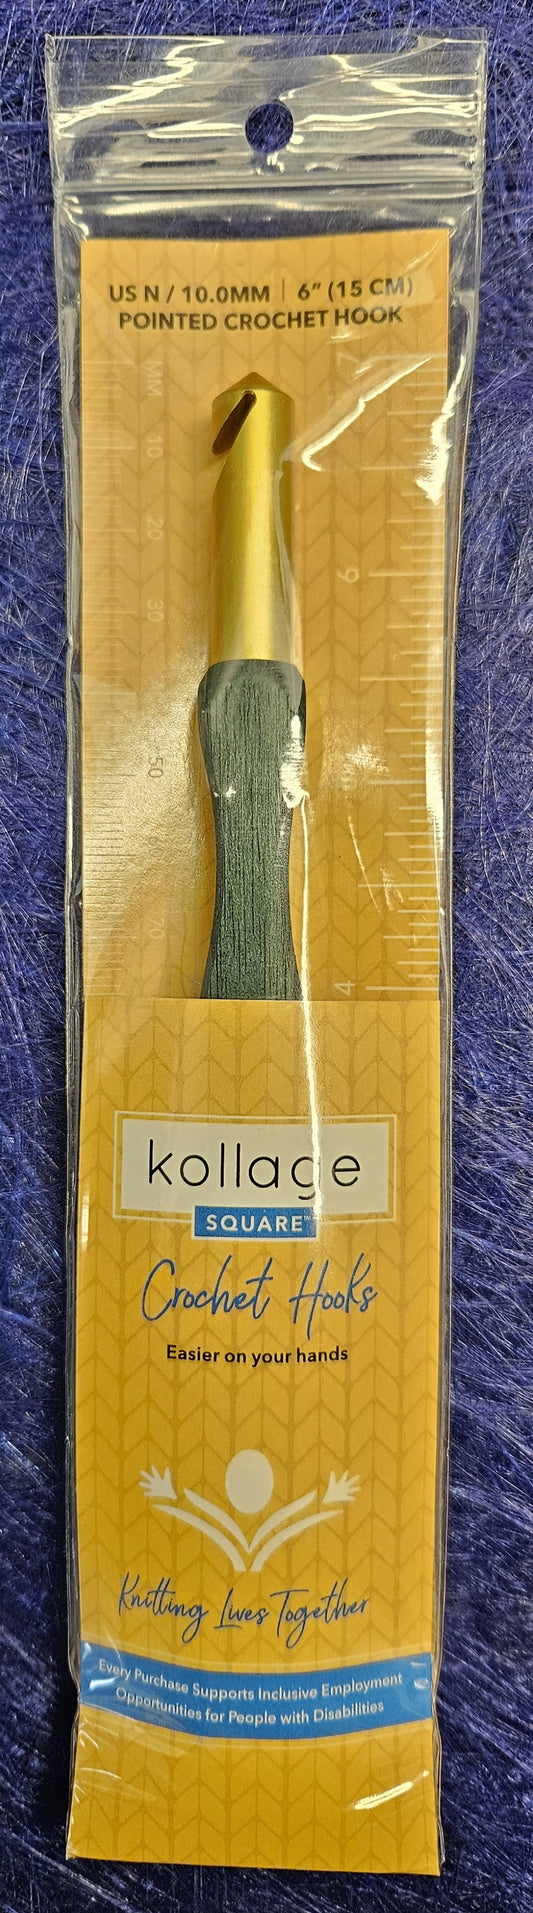 US N / 10.0MM | 6” (15 CM)
POINTED CROCHET HOOK
MM
10
20
30
50
60
70
7
6
4
kollage
SQUARE™
Crochet Hooks
Easier on your hands
Knitting Lives Together
Every Purchase Supports Inclusive Employment
Opportunities for People with Disabilities